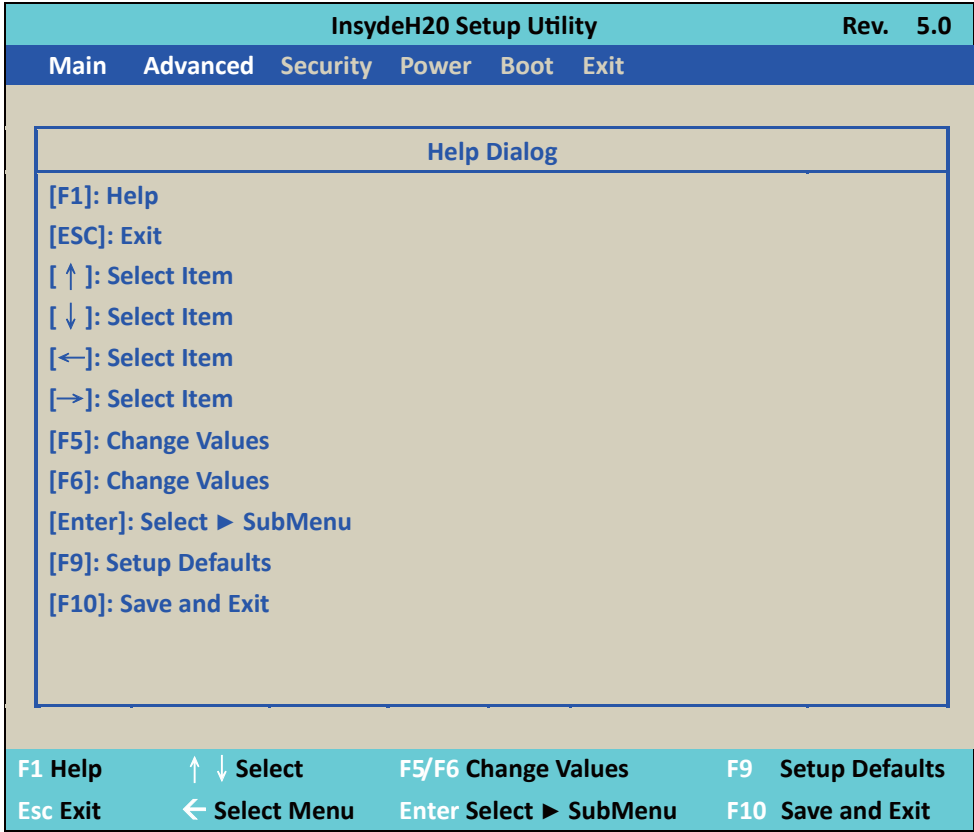 InsydeH20 Setup Utility Rev. 5.0
Main Advanced Security Power Boot Exit
Help Dialog
[F1]: Help
[ESC]: Exit
[↑]: Select Item
[↓]: Select Item
[←]: Select Item
[→]: Select Item
[F5]: Change Values
[F6]: Change Values
[Enter]: Select ► SubMenu
[F9]: Setup Defaults
[F10]: Save and Exit
F1 Help ↑ ↓ Select F5/F6 Change Values F9 Setup Defaults
Esc Exit ← Select Menu Enter Select ► SubMenu F10 Save and Exit